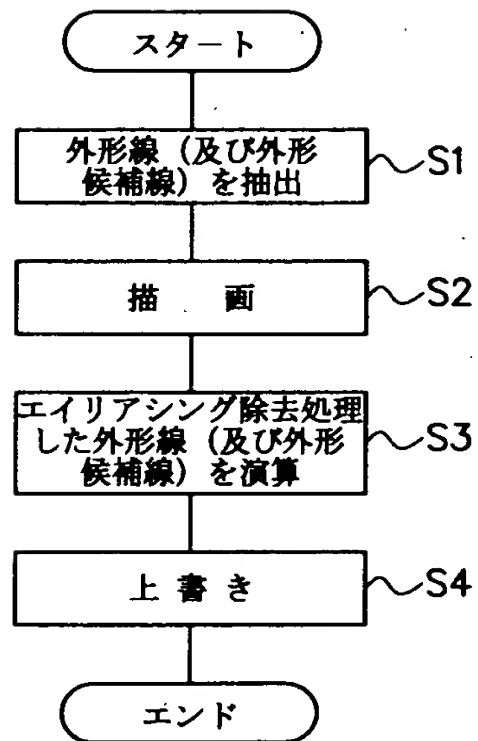 スタート
外形線（及び外形
候補線）を抽出
S1
描　画
S2
エイリアシング除去処理
した外形線（及び外形
候補線）を演算
S3
上書き
S4
エンド